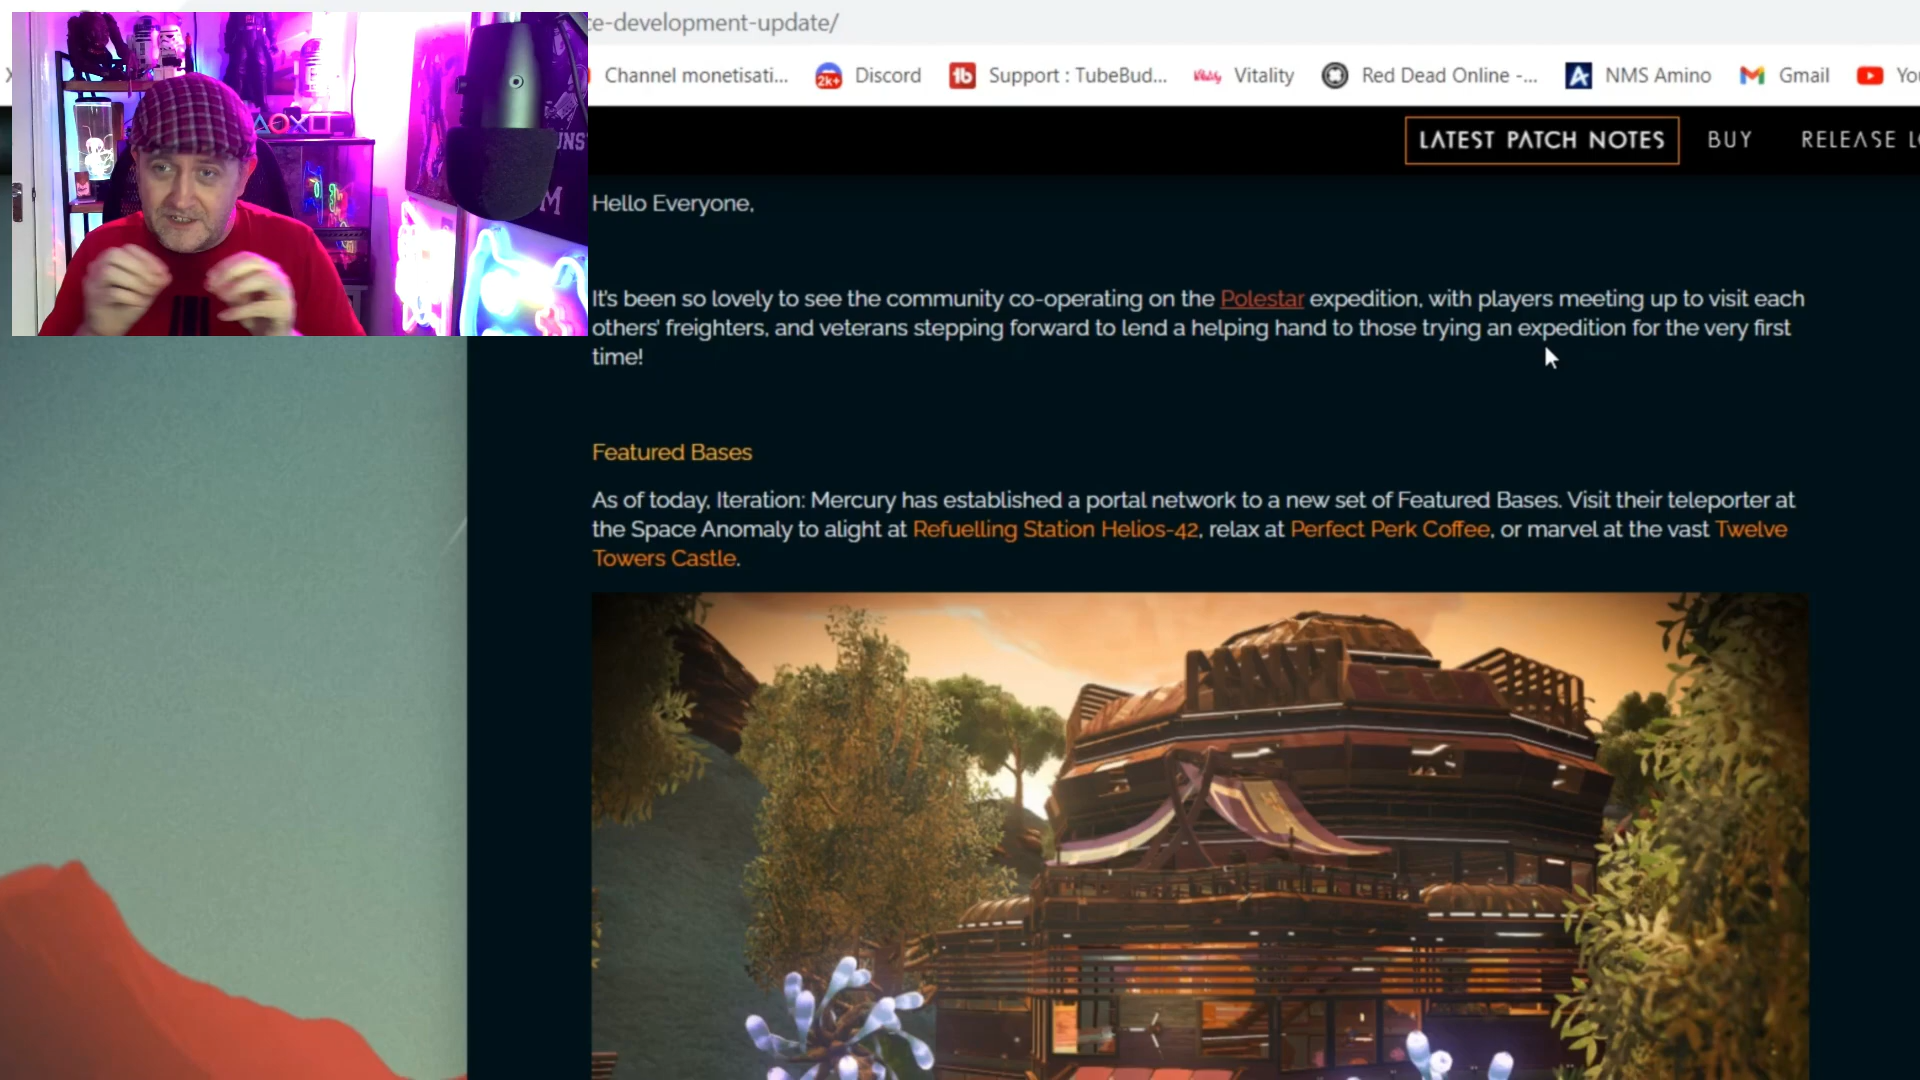 ce-development-update/
Channel monetisati...
2k+
Discord
Support : TubeBud...
Vitality
Red Dead Online -...
NMS Amino
Gmail
LATEST PATCH NOTES
BUY
RELEASE
Hello Everyone,
It's been so lovely to see the community co-operating on the Polestar expedition, with players meeting up to visit each
others' freighters, and veterans stepping forward to lend a helping hand to those trying an expedition for the very first
time!
Featured Bases
As of today, Iteration: Mercury has established a portal network to a new set of Featured Bases. Visit their teleporter at
the Space Anomaly to alight at Refuelling Station Helios-42, relax at Perfect Perk Coffee, or marvel at the vast Twelve
Towers Castle.